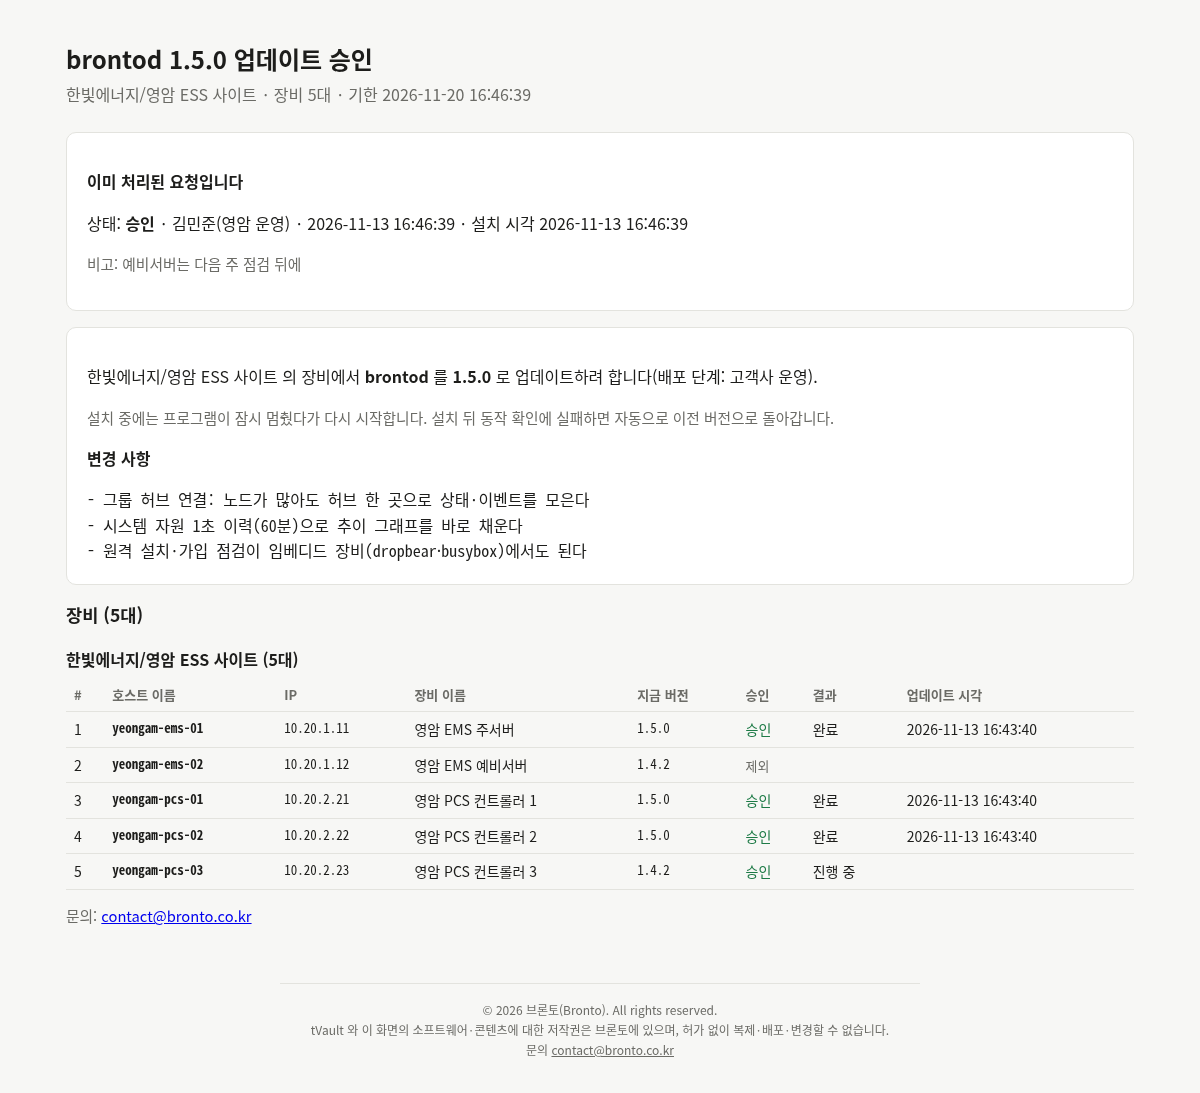 brontod 1.5.0 업데이트 승인
한빛에너지/영암 ESS 사이트 · 장비 5대 · 기한 2026-11-20 16:46:39
이미 처리된 요청입니다
상태: 승인 · 김민준(영암 운영) · 2026-11-13 16:46:39 · 설치 시각 2026-11-13 16:46:39
비고: 예비서버는 다음 주 점검 뒤에
한빛에너지/영암 ESS 사이트 의 장비에서 brontod 를 1.5.0 로 업데이트하려 합니다(배포 단계: 고객사 운영).
설치 중에는 프로그램이 잠시 멈췄다가 다시 시작합니다. 설치 뒤 동작 확인에 실패하면 자동으로 이전 버전으로 돌아갑니다.
변경 사항
- 그룹 허브 연결: 노드가 많아도 허브 한 곳으로 상태·이벤트를 모은다
- 시스템 자원 1초 이력(60분)으로 추이 그래프를 바로 채운다
- 원격 설치·가입 점검이 임베디드 장비(dropbear·busybox)에서도 된다
장비 (5대)
한빛에너지/영암 ESS 사이트 (5대)
# 호스트 이름 IP 장비 이름 지금 버전 승인 결과 업데이트 시각
1 yeongam-ems-01 10.20.1.11 영암 EMS 주서버 1.5.0 승인 완료 2026-11-13 16:43:40
2 yeongam-ems-02 10.20.1.12 영암 EMS 예비서버 1.4.2 제외
3 yeongam-pcs-01 10.20.2.21 영암 PCS 컨트롤러 1 1.5.0 승인 완료 2026-11-13 16:43:40
4 yeongam-pcs-02 10.20.2.22 영암 PCS 컨트롤러 2 1.5.0 승인 완료 2026-11-13 16:43:40
5 yeongam-pcs-03 10.20.2.23 영암 PCS 컨트롤러 3 1.4.2 승인 진행 중
문의: contact@bronto.co.kr
© 2026 브론토(Bronto). All rights reserved.
tVault 와 이 화면의 소프트웨어·콘텐츠에 대한 저작권은 브론토에 있으며, 허가 없이 복제·배포·변경할 수 없습니다.
문의 contact@bronto.co.kr